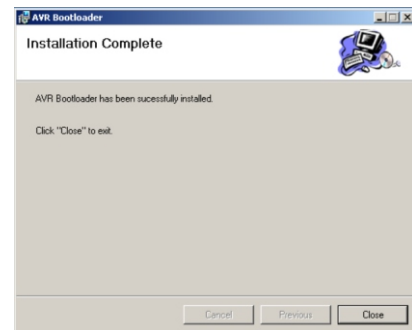 AVR Bootloader
Installation Complete
AVR Bootloader has been sucessfully installed.
Click "Close" to exit.
Cancel Previous Close